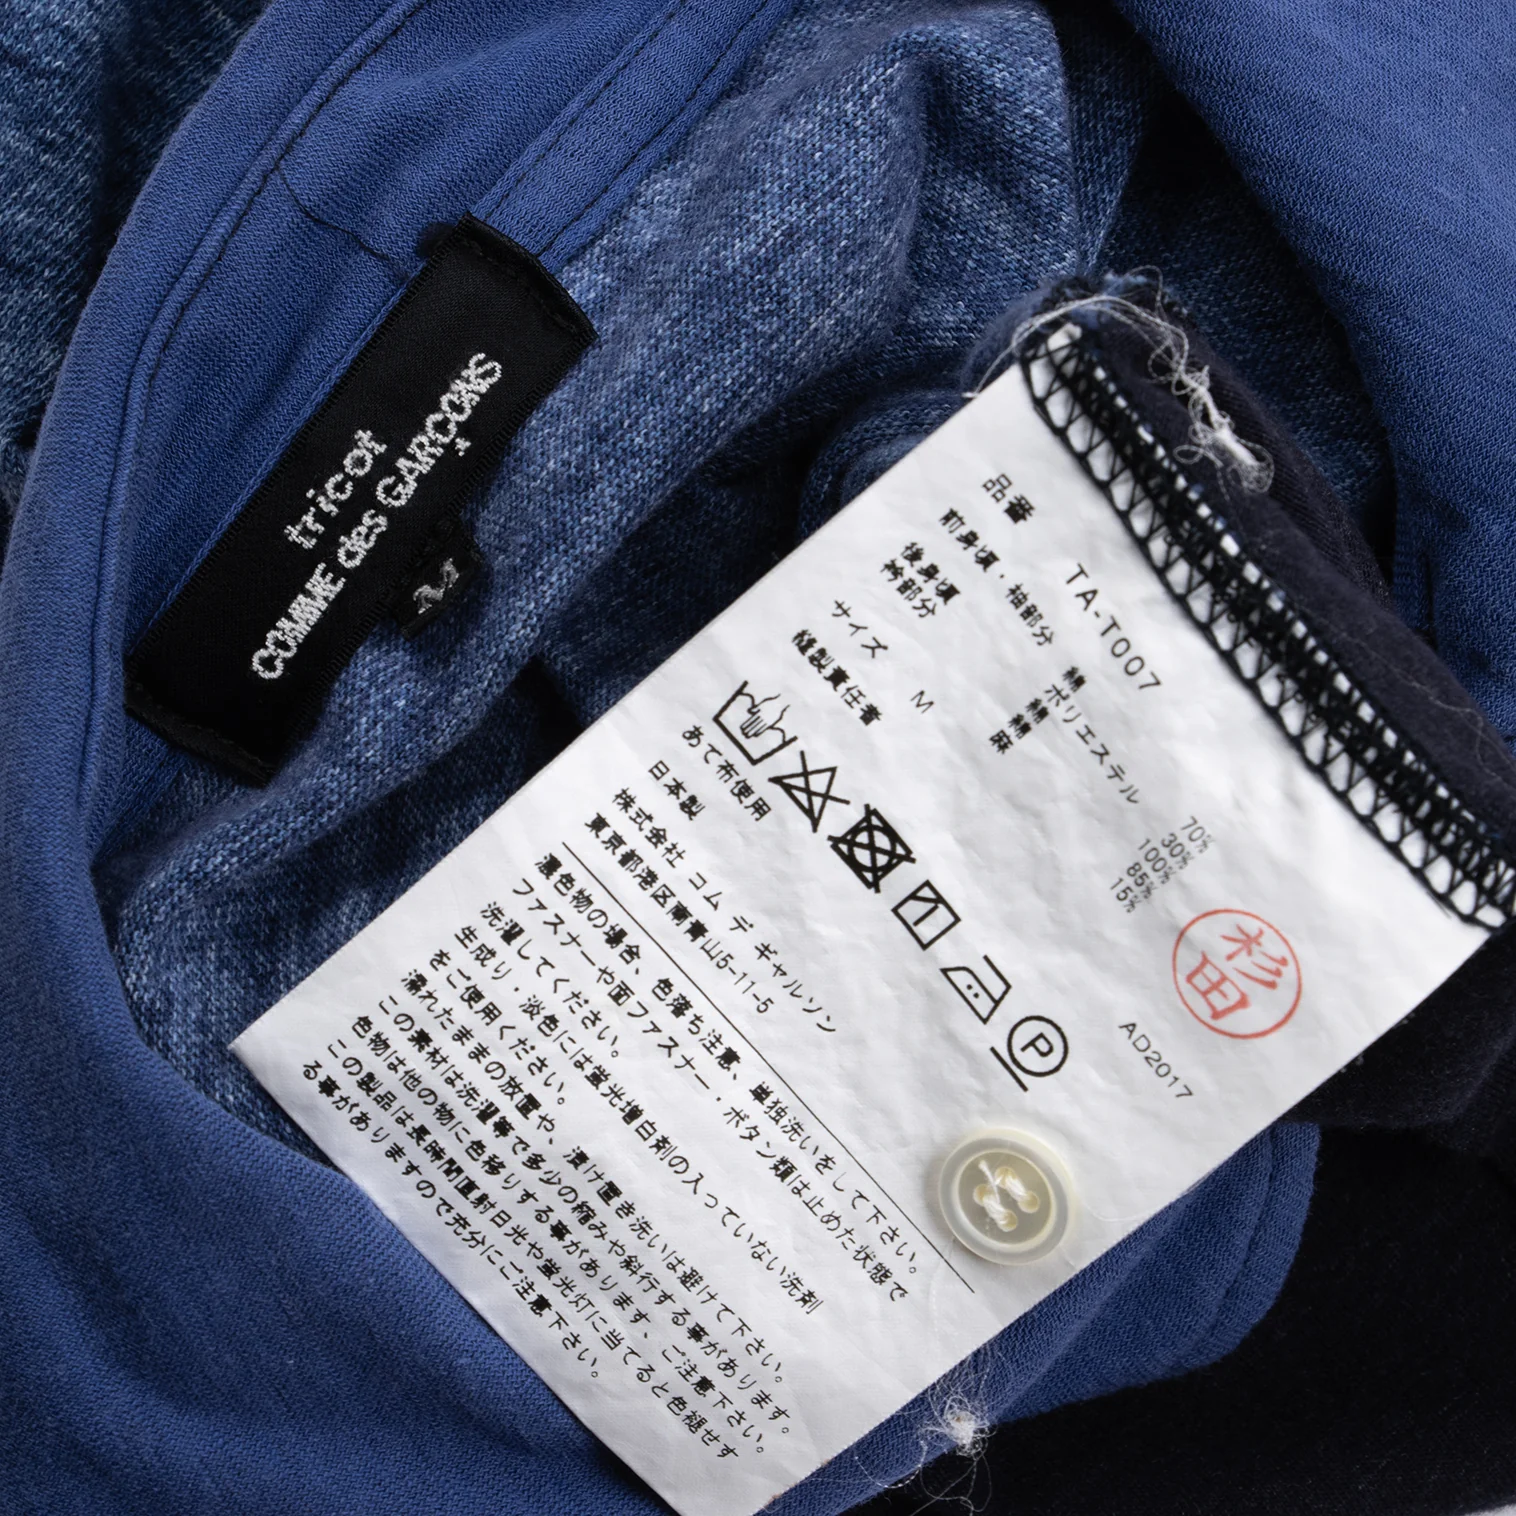 tricot
COMME des GARÇONS
M
品番 TA-T007
前身頃・袖部分 綿 70%
ポリエステル 30%
後身頃 綿 100%
衿部分 綿 85%
麻 15%
サイズ M
縫製責任者 杉田
P
あて布使用
日本製
AD2017
株式会社 コム デ ギャルソン
東京都港区南青山5-11-5
濃色物の場合、色落ち注意、単独洗いをして下さい。
ファスナーや面ファスナー・ボタン類は止めた状態で
洗濯してください。
生成り・淡色には蛍光増白剤の入っていない洗剤
をご使用ください。
濡れたままの放置や、漬け置き洗いは避けて下さい。
この素材は洗濯等で多少の縮みや斜行する事があります。
色物は他の物に色移りする事があります、ご注意下さい。
この製品は長時間直射日光や蛍光灯に当てると色褪せす
る事がありますので充分にご注意下さい。